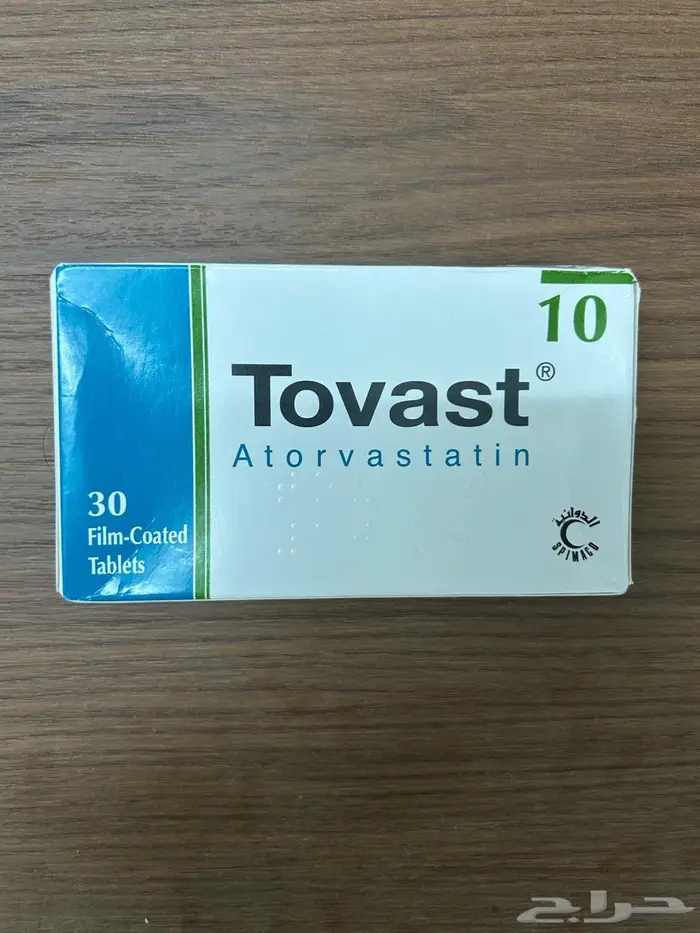 10
Tovast®
Atorvastatin
30
Film-Coated
Tablets
الدوائية
SPIMACO
حراج